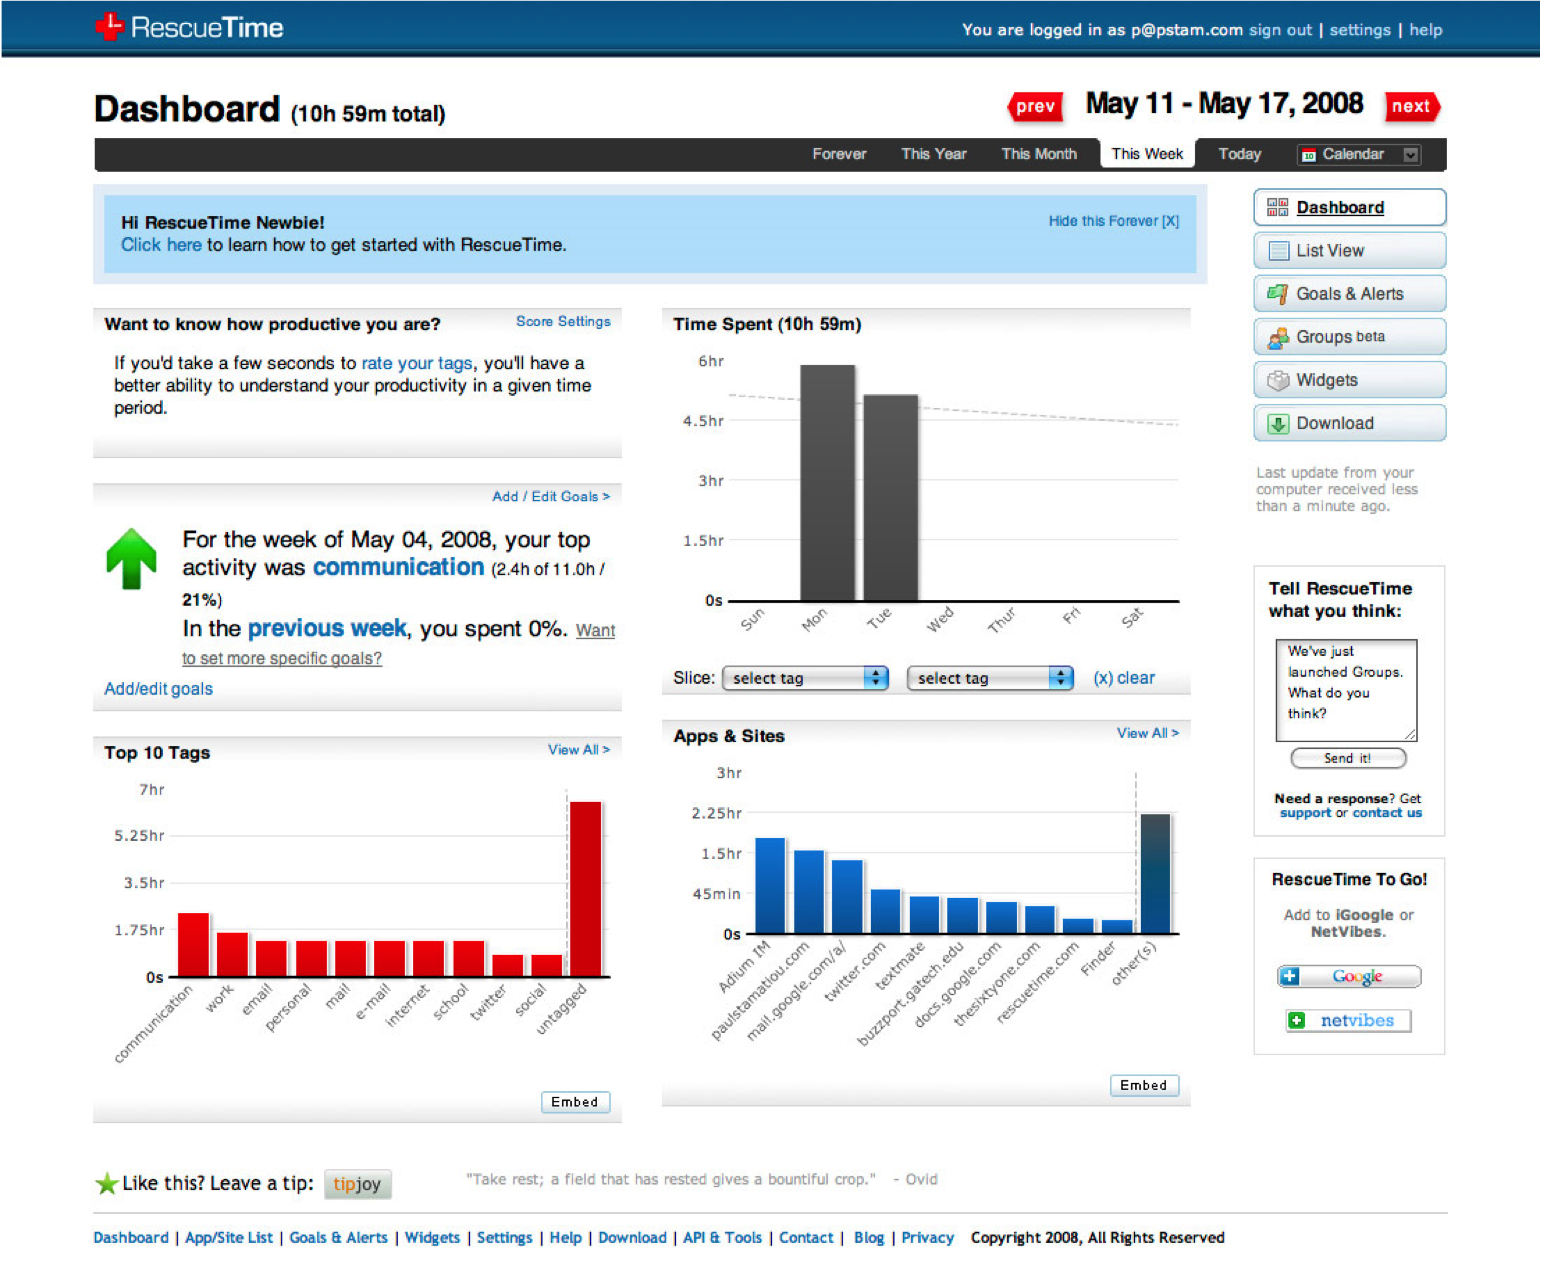 RescueTime
You are logged in as p@pstam.com sign out | settings | help
Dashboard (10h 59m total)
prev May 11 - May 17, 2008 next
Forever This Year This Month This Week Today 10 Calendar
Hi RescueTime Newbie!
Hide this Forever [X]
Click here to learn how to get started with RescueTime.
Want to know how productive you are?
Score Settings
If you'd take a few seconds to rate your tags, you'll have a
better ability to understand your productivity in a given time
period.
Add / Edit Goals >
For the week of May 04, 2008, your top
activity was communication (2.4h of 11.0h /
21%)
In the previous week, you spent 0%. Want
to set more specific goals?
Add/edit goals
Top 10 Tags
View All >
7hr
5.25hr
3.5hr
1.75hr
0s
communication
work
email
personal
mail
e-mail
internet
school
twitter
social
untagged
Embed
Time Spent (10h 59m)
6hr
4.5hr
3hr
1.5hr
0s
Sun
Mon
Tue
Wed
Thur
Fri
Sat
Slice: select tag select tag (x) clear
Apps & Sites
View All >
3hr
2.25hr
1.5hr
45min
0s
Adium IM
paulstamatiou.com
mail.google.com/a/
twitter.com
textmate
buzzport.gatech.edu
docs.google.com
thesixtyone.com
rescuetime.com
Finder
other(s)
Embed
Dashboard
List View
Goals & Alerts
Groups beta
Widgets
Download
Last update from your
computer received less
than a minute ago.
Tell RescueTime
what you think:
We've just
launched Groups.
What do you
think?
Send it!
Need a response? Get
support or contact us
RescueTime To Go!
Add to iGoogle or
NetVibes.
Google
netvibes
Like this? Leave a tip: tipjoy
"Take rest; a field that has rested gives a bountiful crop." - Ovid
Dashboard | App/Site List | Goals & Alerts | Widgets | Settings | Help | Download | API & Tools | Contact | Blog | Privacy Copyright 2008, All Rights Reserved